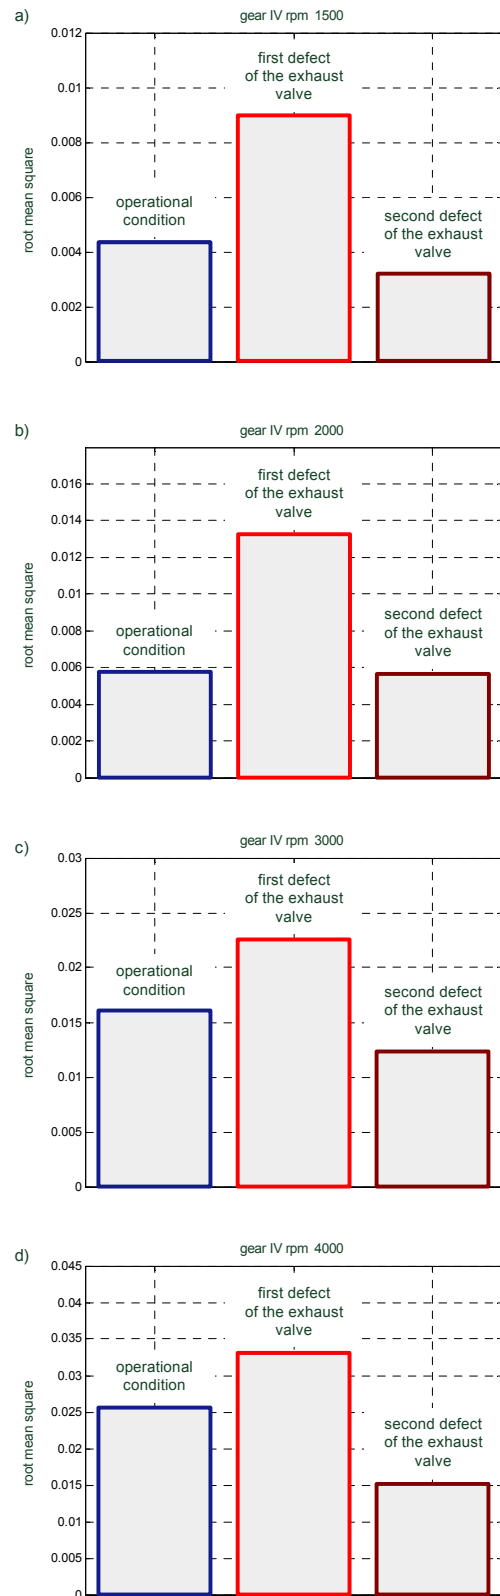 a)
gear IV rpm 1500
0.012
0.01
0.008
0.006
0.004
0.002
0
root mean square
operational
condition
first defect
of the exhaust
valve
second defect
of the exhaust
valve
b)
gear IV rpm 2000
0.016
0.014
0.012
0.01
0.008
0.006
0.004
0.002
0
root mean square
operational
condition
first defect
of the exhaust
valve
second defect
of the exhaust
valve
c)
gear IV rpm 3000
0.03
0.025
0.02
0.015
0.01
0.005
0
root mean square
operational
condition
first defect
of the exhaust
valve
second defect
of the exhaust
valve
d)
gear IV rpm 4000
0.045
0.04
0.035
0.03
0.025
0.02
0.015
0.01
0.005
0
root mean square
operational
condition
first defect
of the exhaust
valve
second defect
of the exhaust
valve